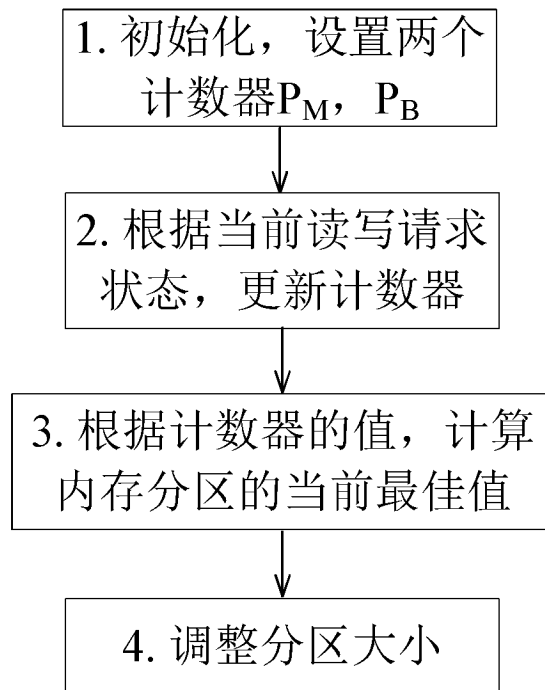 1. 初始化，设置两个
计数器P_M，P_B
2. 根据当前读写请求
状态，更新计数器
3. 根据计数器的值，计算
内存分区的当前最佳值
4. 调整分区大小